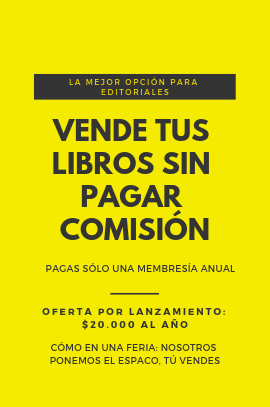 LA MEJOR OPCIÓN PARA
EDITORIALES
VENDE TUS
LIBROS SIN
PAGAR
COMISIÓN
PAGAS SÓLO UNA MEMBRESÍA ANUAL
OFERTA POR LANZAMIENTO:
$20.000 AL AÑO
CÓMO EN UNA FERIA: NOSOTROS
PONEMOS EL ESPACO, TÚ VENDES